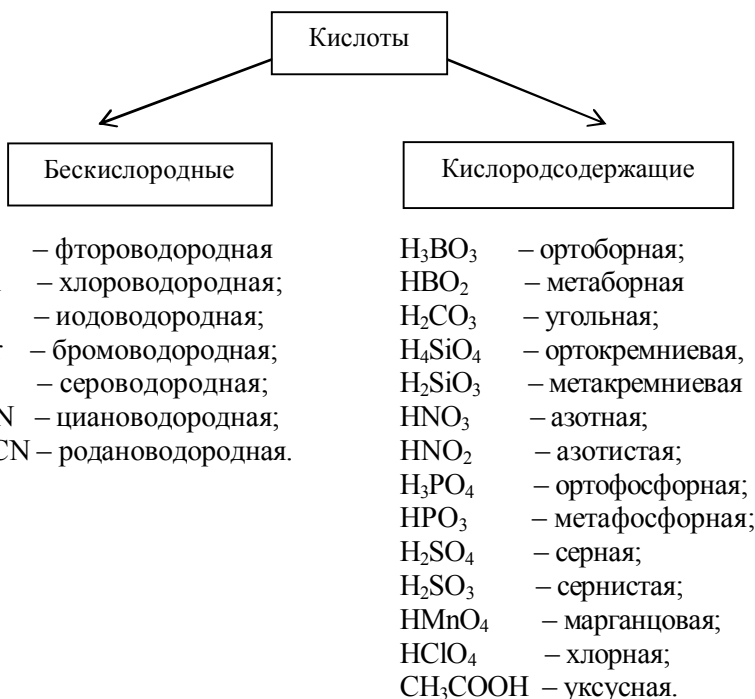 Кислоты
Бескислородные
– фтороводородная
– хлороводородная;
– иодоводородная;
– бромоводородная;
– сероводородная;
N – циановодородная;
CN – родановодородная.
Кислородсодержащие
H₃BO₃ – ортоборная;
HBO₂ – метаборная
H₂CO₃ – угольная;
H₄SiO₄ – ортокремниевая,
H₂SiO₃ – метакремниевая
HNO₃ – азотная;
HNO₂ – азотистая;
H₃PO₄ – ортофосфорная;
HPO₃ – метафосфорная;
H₂SO₄ – серная;
H₂SO₃ – сернистая;
HMnO₄ – марганцовая;
HClO₄ – хлорная;
CH₃COOH – уксусная.